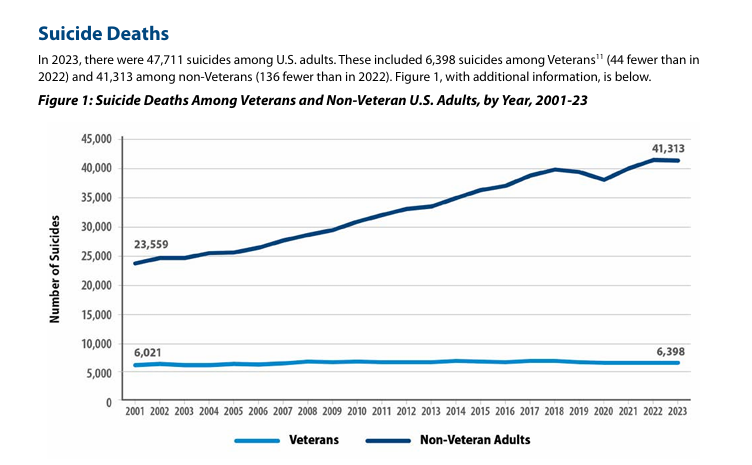 Suicide Deaths
In 2023, there were 47,711 suicides among U.S. adults. These included 6,398 suicides among Veterans¹¹ (44 fewer than in
2022) and 41,313 among non-Veterans (136 fewer than in 2022). Figure 1, with additional information, is below.
Figure 1: Suicide Deaths Among Veterans and Non-Veteran U.S. Adults, by Year, 2001-23
45,000
41,313
40,000
35,000
30,000
23,559
25,000
20,000
15,000
10,000
6,021
6,398
5,000
0
Number of Suicides
2001 2002 2003 2004 2005 2006 2007 2008 2009 2010 2011 2012 2013 2014 2015 2016 2017 2018 2019 2020 2021 2022 2023
Veterans Non-Veteran Adults